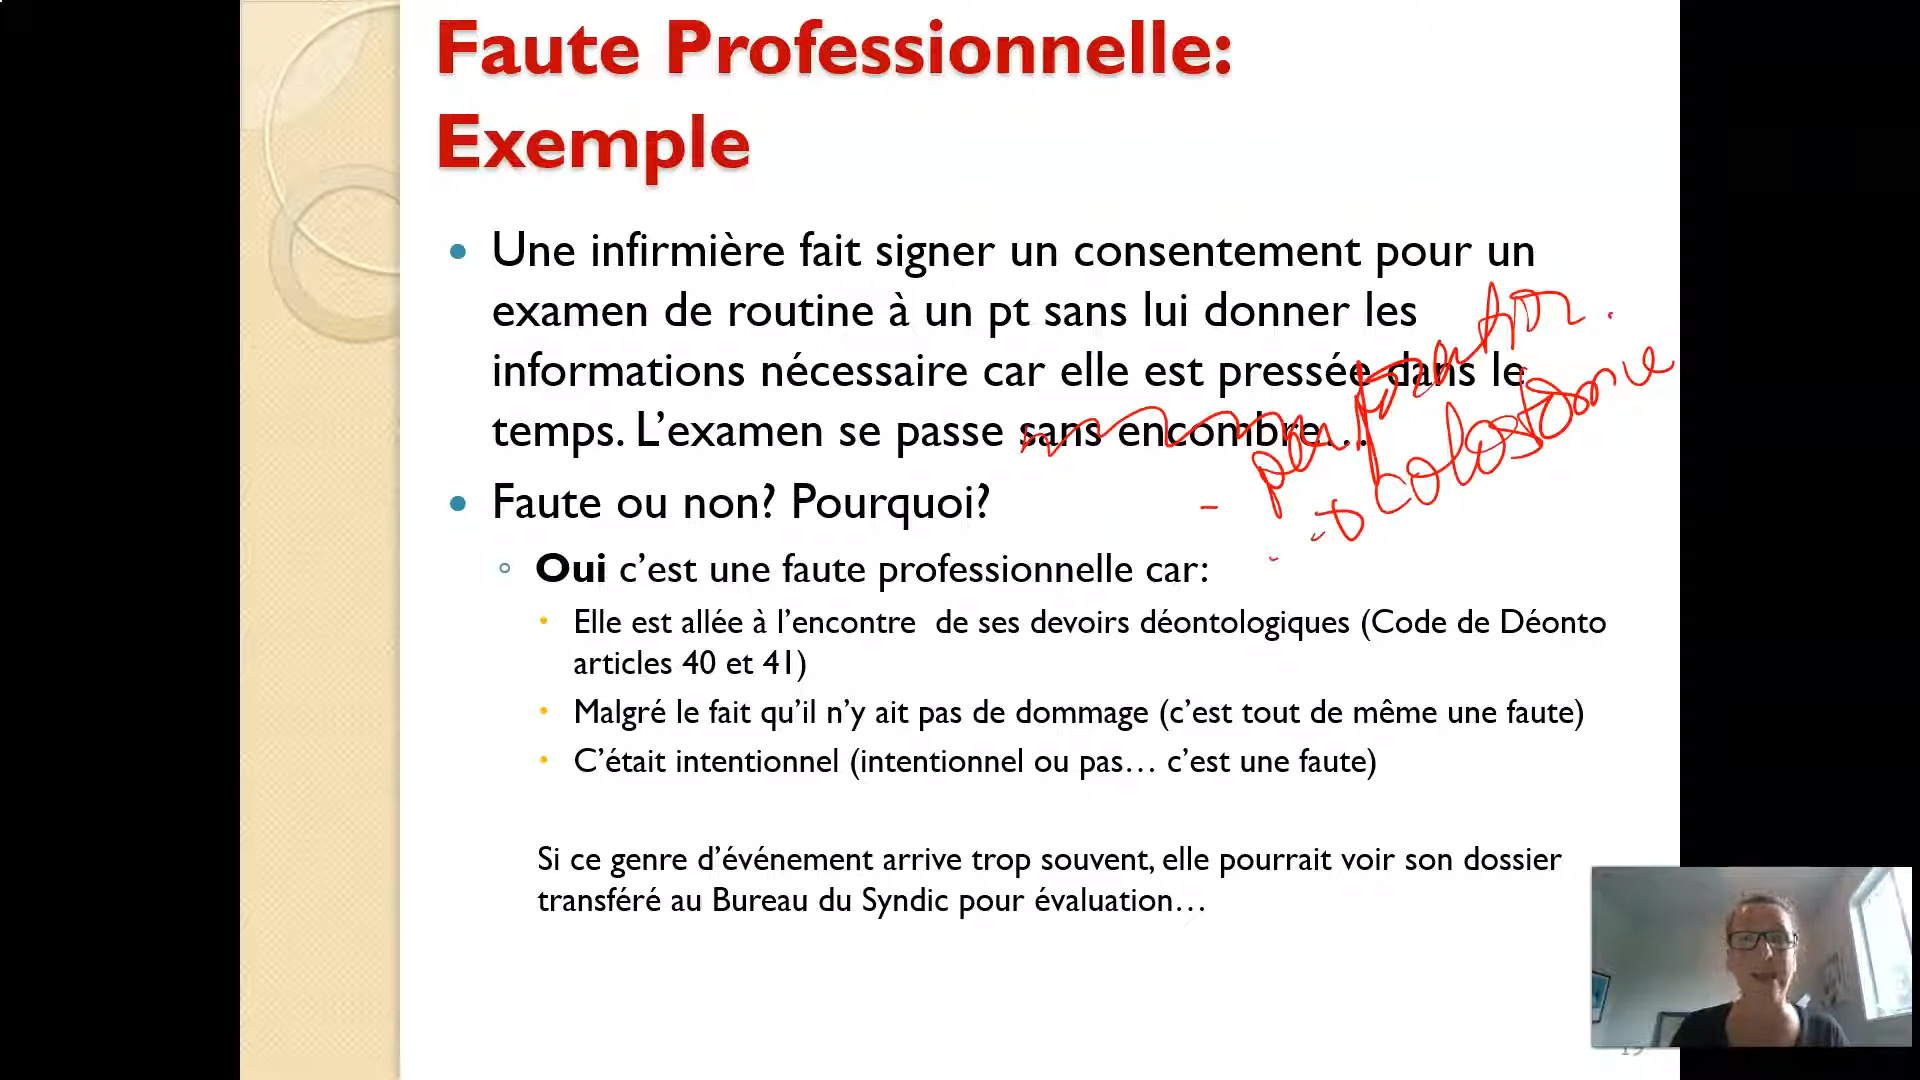 Faute Professionnelle:
Exemple
Une infirmière fait signer un consentement pour un
examen de routine à un pt sans lui donner les
informations nécessaire car elle est pressée dans le
temps. L’examen se passe sans encombre…
- perforation.
colostomie
Faute ou non? Pourquoi?
Oui c’est une faute professionnelle car:
Elle est allée à l’encontre de ses devoirs déontologiques (Code de Déonto
articles 40 et 41)
Malgré le fait qu’il n’y ait pas de dommage (c’est tout de même une faute)
C’était intentionnel (intentionnel ou pas… c’est une faute)
Si ce genre d’événement arrive trop souvent, elle pourrait voir son dossier
transféré au Bureau du Syndic pour évaluation…